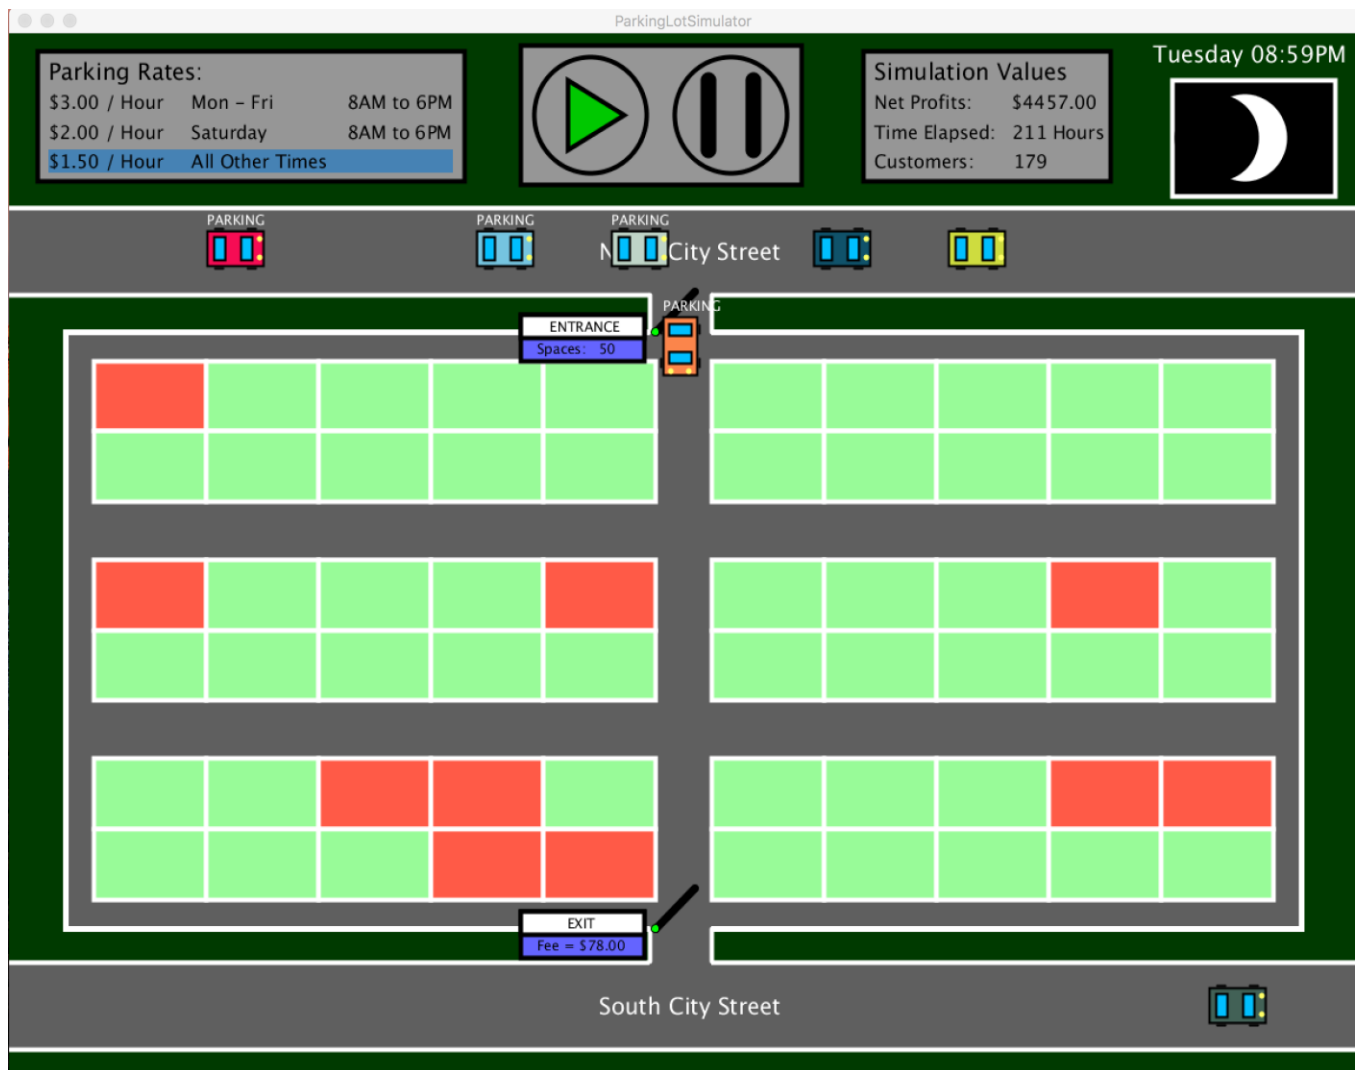 ParkingLotSimulator
Parking Rates:
$3.00 / Hour Mon – Fri 8AM to 6PM
$2.00 / Hour Saturday 8AM to 6PM
$1.50 / Hour All Other Times
Simulation Values
Net Profits: $4457.00
Time Elapsed: 211 Hours
Customers: 179
Tuesday 08:59PM
PARKING
PARKING
PARKING
City Street
PARKING
ENTRANCE
Spaces: 50
EXIT
Fee = $78.00
South City Street